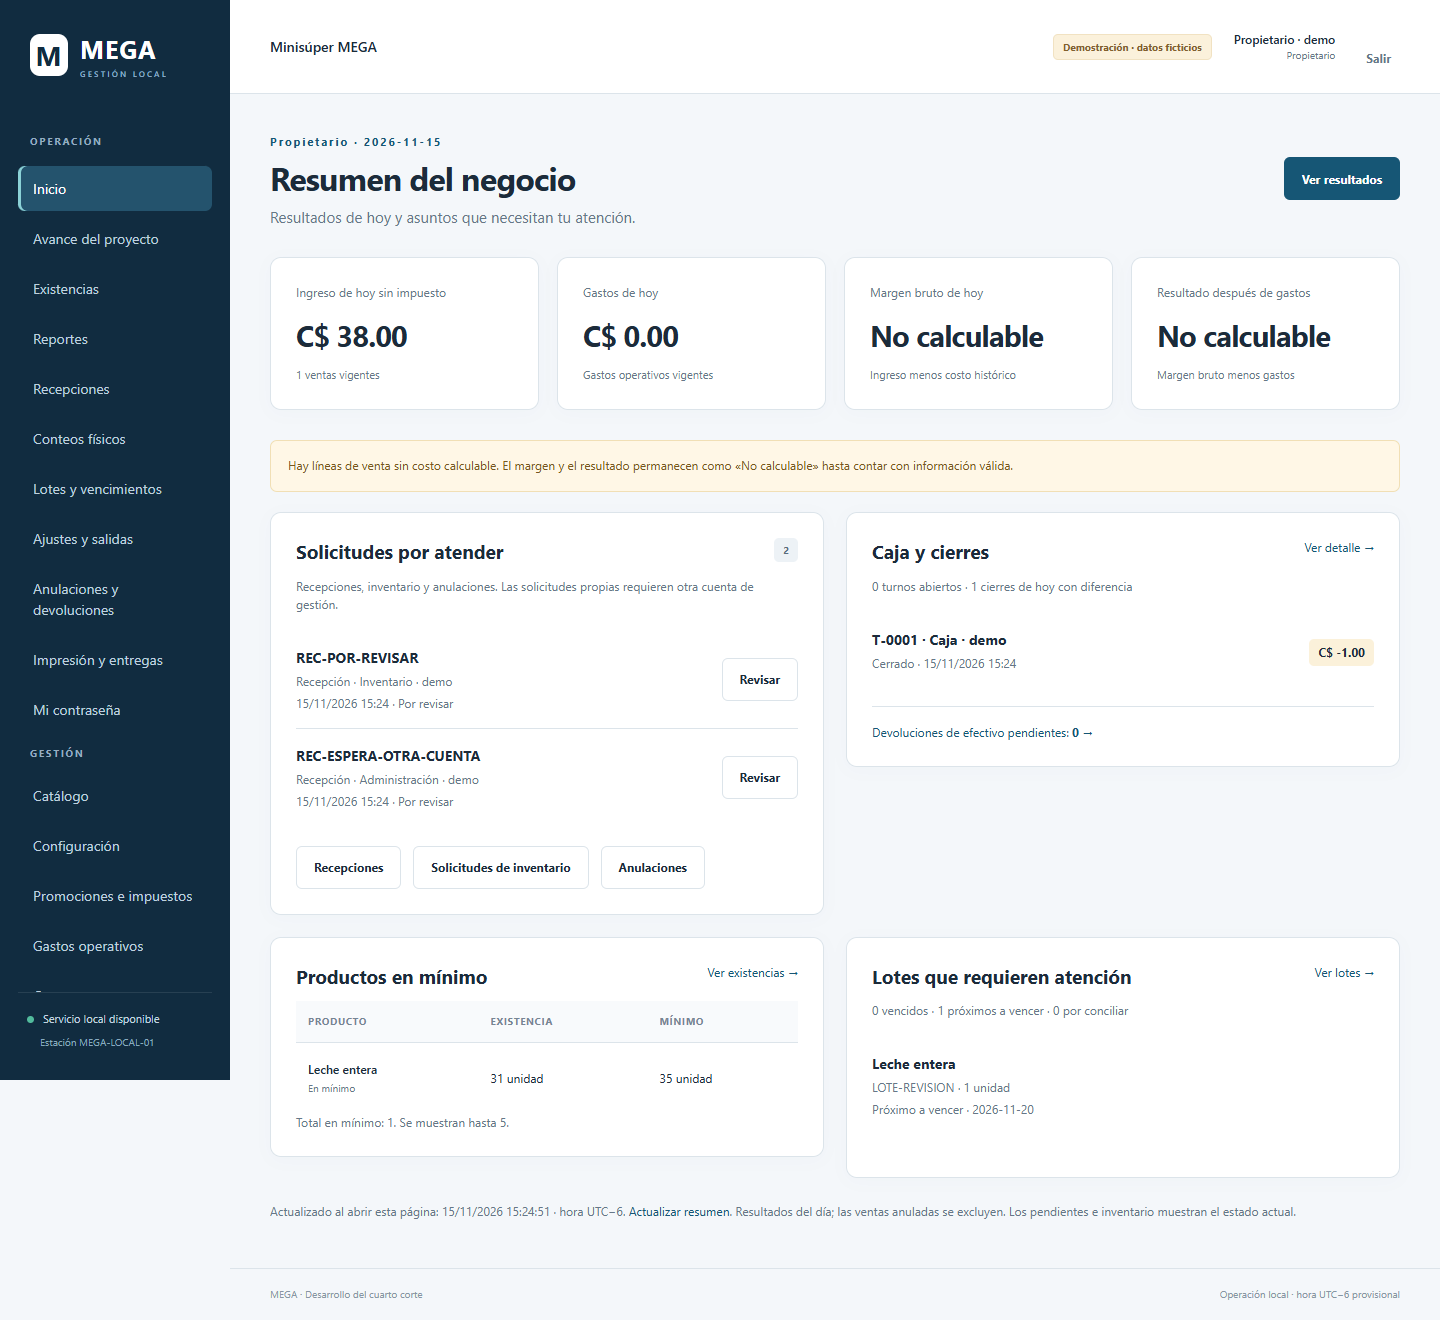 M MEGA
GESTIÓN LOCAL
OPERACIÓN
Inicio
Avance del proyecto
Existencias
Reportes
Recepciones
Conteos físicos
Lotes y vencimientos
Ajustes y salidas
Anulaciones y
devoluciones
Impresión y entregas
Mi contraseña
GESTIÓN
Catálogo
Configuración
Promociones e impuestos
Gastos operativos
Servicio local disponible
Estación MEGA-LOCAL-01
Minisúper MEGA
Demostración · datos ficticios
Propietario · demo
Propietario
Salir
Propietario · 2026-11-15
Resumen del negocio
Resultados de hoy y asuntos que necesitan tu atención.
Ver resultados
Ingreso de hoy sin impuesto
C$ 38.00
1 ventas vigentes
Gastos de hoy
C$ 0.00
Gastos operativos vigentes
Margen bruto de hoy
No calculable
Ingreso menos costo histórico
Resultado después de gastos
No calculable
Margen bruto menos gastos
Hay líneas de venta sin costo calculable. El margen y el resultado permanecen como «No calculable» hasta contar con información válida.
Solicitudes por atender
2
Recepciones, inventario y anulaciones. Las solicitudes propias requieren otra cuenta de
gestión.
REC-POR-REVISAR
Recepción · Inventario · demo
15/11/2026 15:24 · Por revisar
Revisar
REC-ESPERA-OTRA-CUENTA
Recepción · Administración · demo
15/11/2026 15:24 · Por revisar
Revisar
Recepciones
Solicitudes de inventario
Anulaciones
Caja y cierres
Ver detalle →
0 turnos abiertos · 1 cierres de hoy con diferencia
T-0001 · Caja · demo
Cerrado · 15/11/2026 15:24
C$ -1.00
Devoluciones de efectivo pendientes: 0 →
Productos en mínimo
Ver existencias →
PRODUCTO EXISTENCIA MÍNIMO
Leche entera
En mínimo
31 unidad
35 unidad
Total en mínimo: 1. Se muestran hasta 5.
Lotes que requieren atención
Ver lotes →
0 vencidos · 1 próximos a vencer · 0 por conciliar
Leche entera
LOTE-REVISION · 1 unidad
Próximo a vencer · 2026-11-20
Actualizado al abrir esta página: 15/11/2026 15:24:51 · hora UTC−6. Actualizar resumen. Resultados del día; las ventas anuladas se excluyen. Los pendientes e inventario muestran el estado actual.
MEGA · Desarrollo del cuarto corte
Operación local · hora UTC−6 provisional